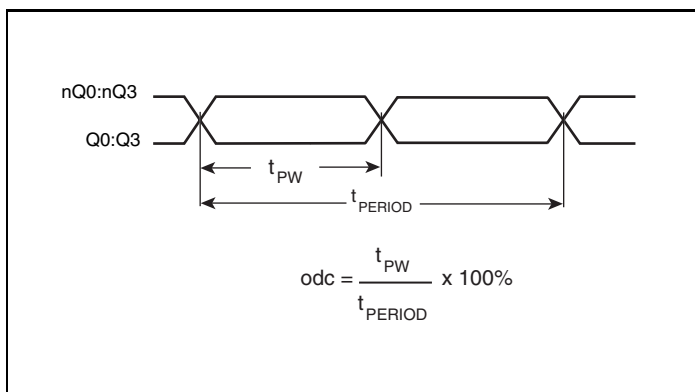 nQ0:nQ3
Q0:Q3
tPW
tPERIOD
odc = tPW / tPERIOD x 100%